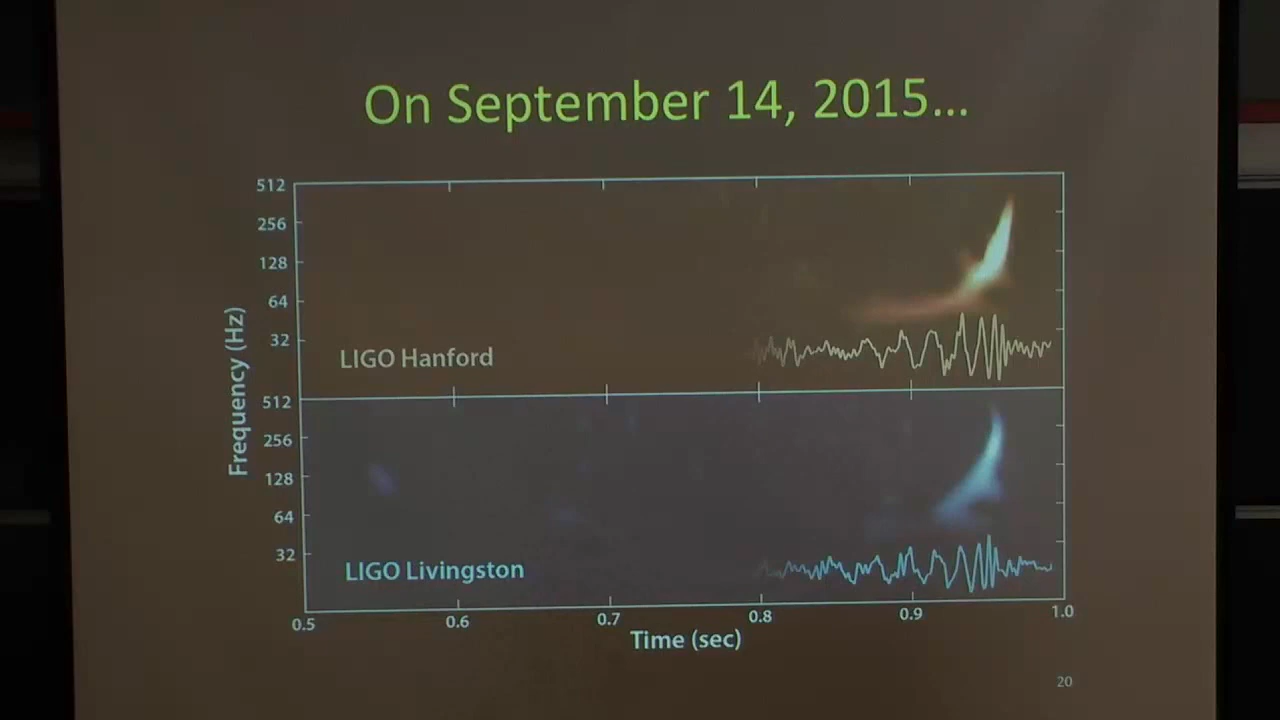 On September 14, 2015…
512
256
128
64
32
LIGO Hanford
512
256
128
64
32
LIGO Livingston
Frequency (Hz)
0.5 0.6 0.7 0.8 0.9 1.0
Time (sec)
20